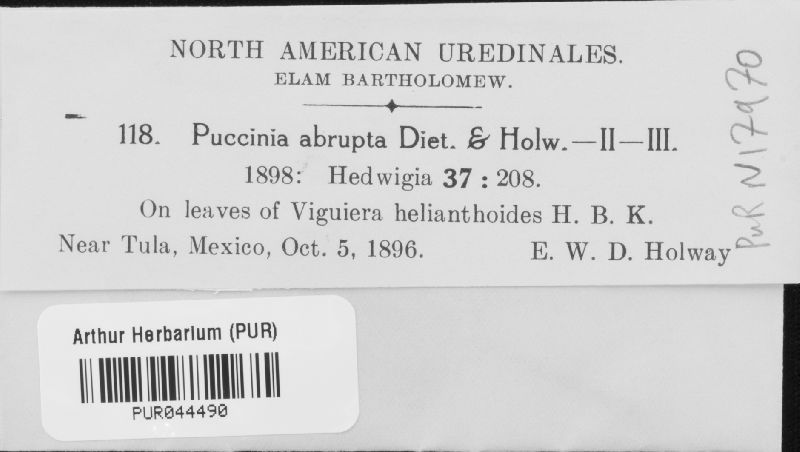 NORTH AMERICAN UREDINALES.
ELAM BARTHOLOMEW.
118. Puccinia abrupta Diet. & Holw.—II—III.
1898: Hedwigia 37 : 208.
On leaves of Viguiera helianthoides H. B. K.
Near Tula, Mexico, Oct. 5, 1896. E. W. D. Holway
PUR N17970
Arthur Herbarium (PUR)
PUR044490